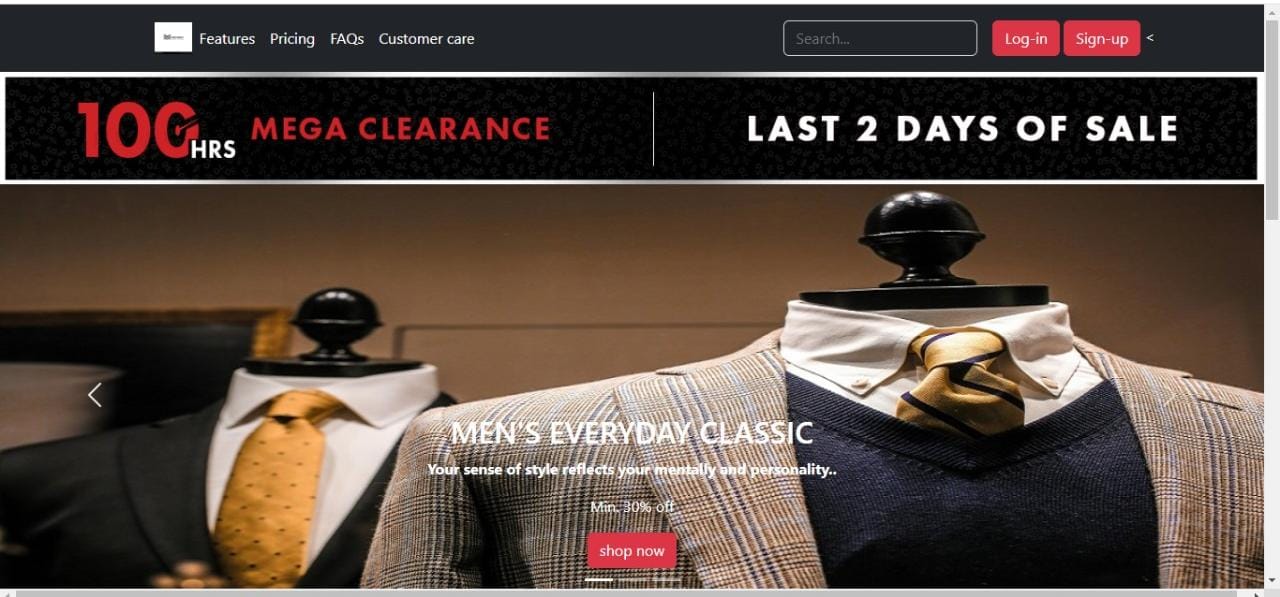 Features Pricing FAQs Customer care Search... Log-in Sign-up <
100 HRS MEGA CLEARANCE LAST 2 DAYS OF SALE
MEN'S EVERYDAY CLASSIC
Your sense of style reflects your mentally and personality..
Min. 30% off
shop now